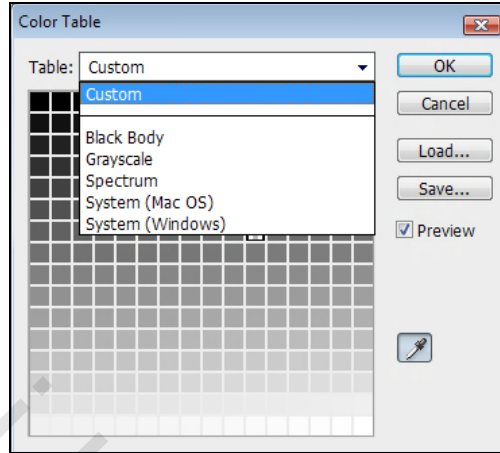 Color Table
Table: Custom
Custom
Black Body
Grayscale
Spectrum
System (Mac OS)
System (Windows)
OK
Cancel
Load...
Save...
Preview